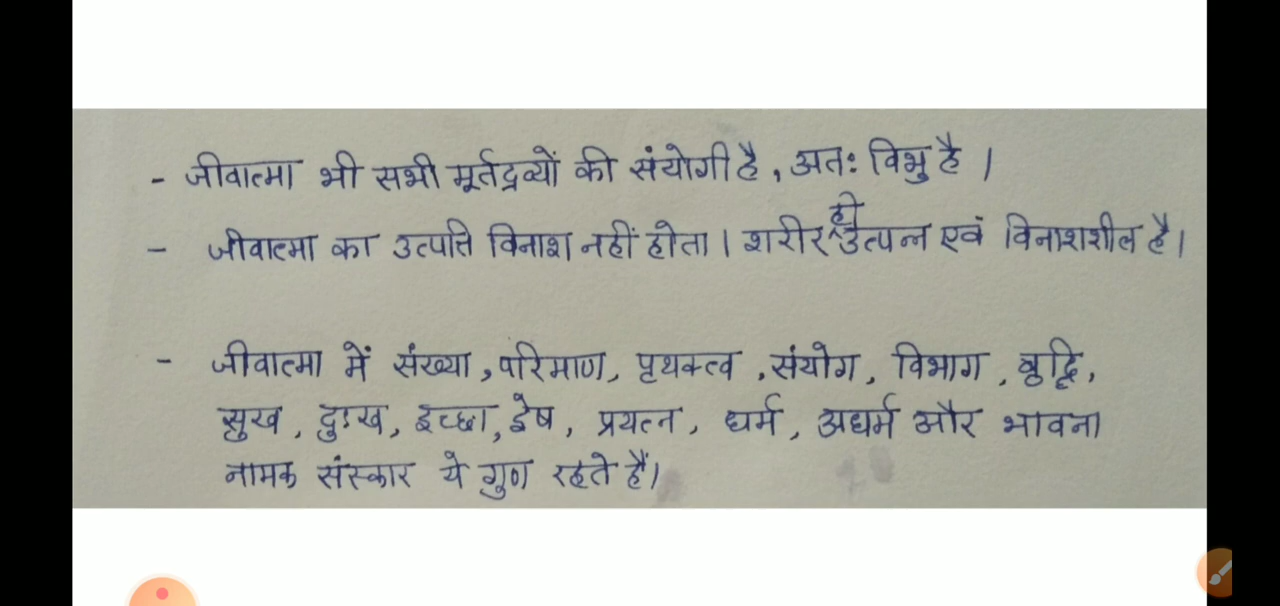 - जीवात्मा भी सभी मूर्तद्रव्यों की संयोगी है, अतः विभु है ।
- जीवात्मा का उत्पत्ति विनाश नहीं होता । शरीर ही उत्पन्न एवं विनाशशील है ।
- जीवात्मा में संख्या, परिमाण, पृथक्त्व, संयोग, विभाग, बुद्धि,
सुख, दुःख, इच्छा, द्वेष, प्रयत्न, धर्म, अधर्म और भावना
नामक संस्कार ये गुण रहते हैं।